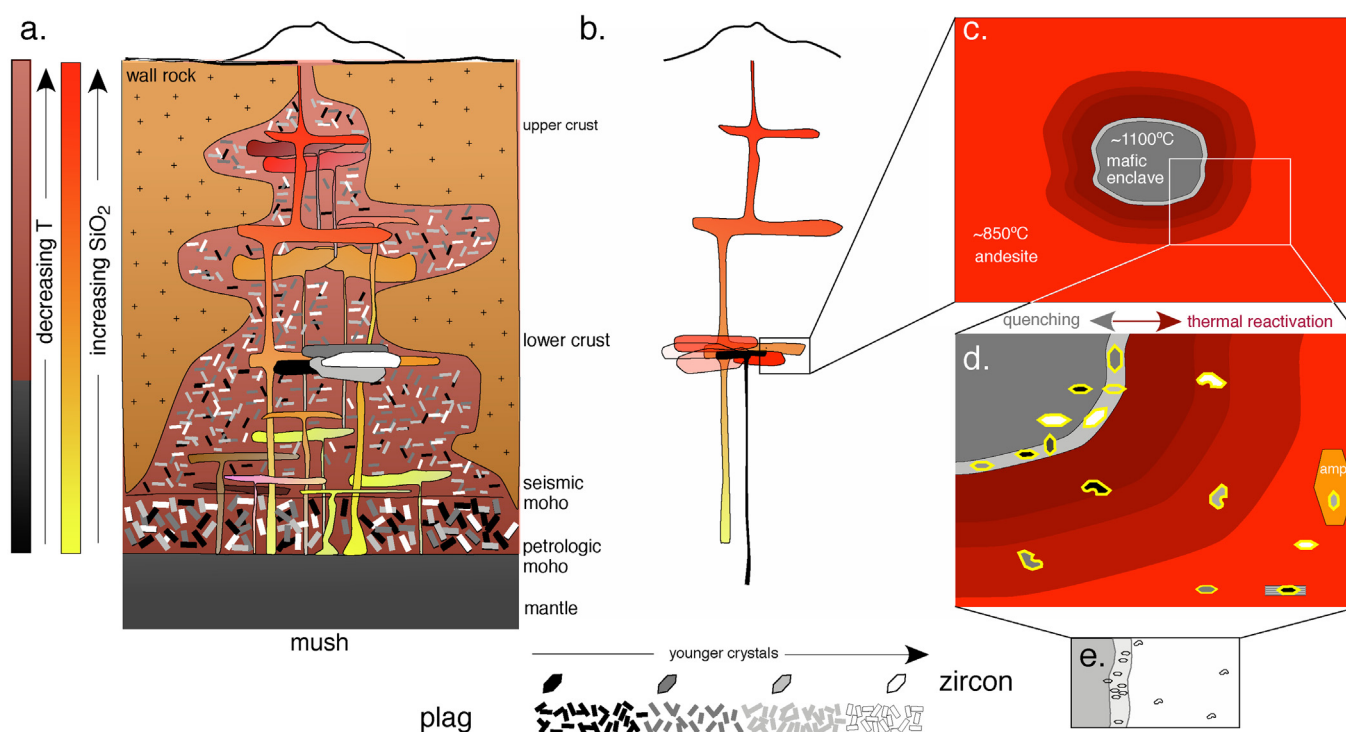 a.
b.
c.
decreasing T
increasing SiO2
wall rock
upper crust
lower crust
seismic
moho
petrologic
moho
mantle
mush
~1100ºC
mafic
enclave
~850ºC
andesite
quenching
thermal reactivation
d.
amp
e.
younger crystals
zircon
plag